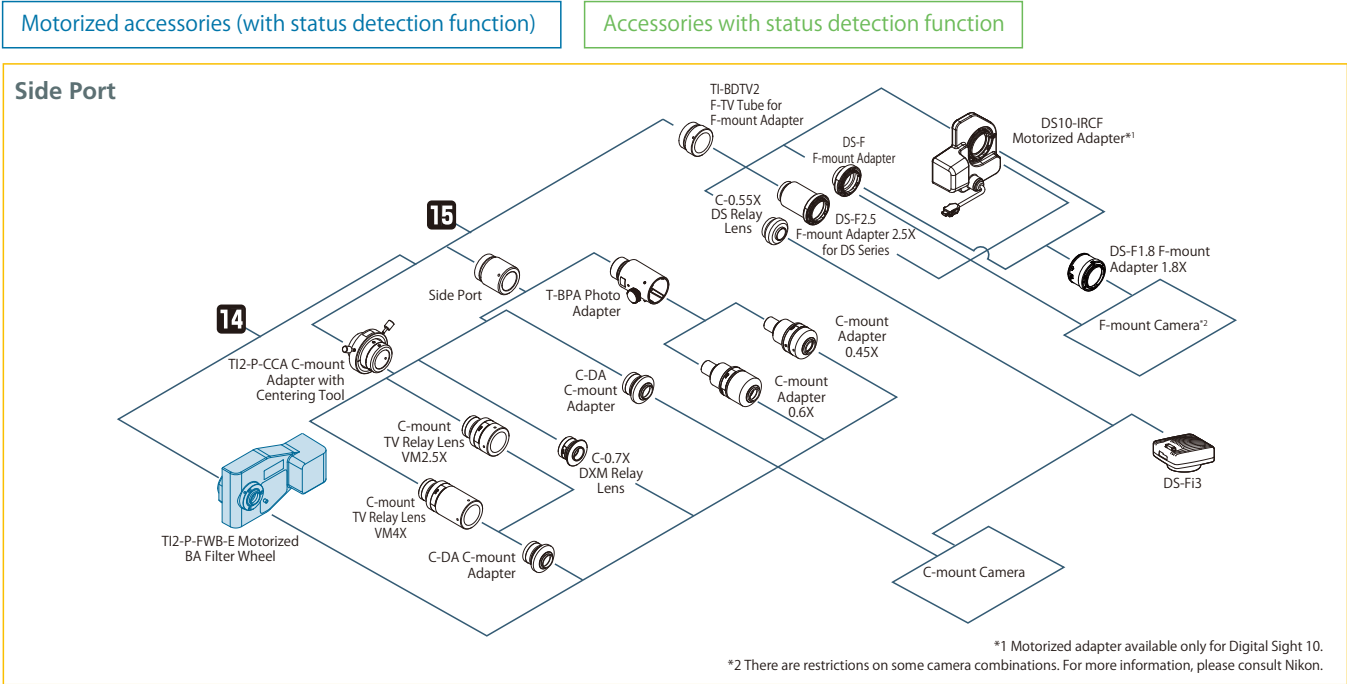 Motorized accessories (with status detection function)
Accessories with status detection function
Side Port
TI-BDTV2
F-TV Tube for
F-mount Adapter
DS10-IRCF
Motorized Adapter*1
DS-F
F-mount Adapter
C-0.55X
DS Relay
Lens
DS-F2.5
F-mount Adapter 2.5X
for DS Series
15
DS-F1.8 F-mount
Adapter 1.8X
Side Port
T-BPA Photo
Adapter
14
C-mount
Adapter
0.45X
F-mount Camera*2
TI2-P-CCA C-mount
Adapter with
Centering Tool
C-DA
C-mount
Adapter
C-mount
Adapter
0.6X
C-mount
TV Relay Lens
VM2.5X
C-0.7X
DXM Relay
Lens
DS-Fi3
C-mount
TV Relay Lens
VM4X
TI2-P-FWB-E Motorized
BA Filter Wheel
C-DA C-mount
Adapter
C-mount Camera
*1 Motorized adapter available only for Digital Sight 10.
*2 There are restrictions on some camera combinations. For more information, please consult Nikon.